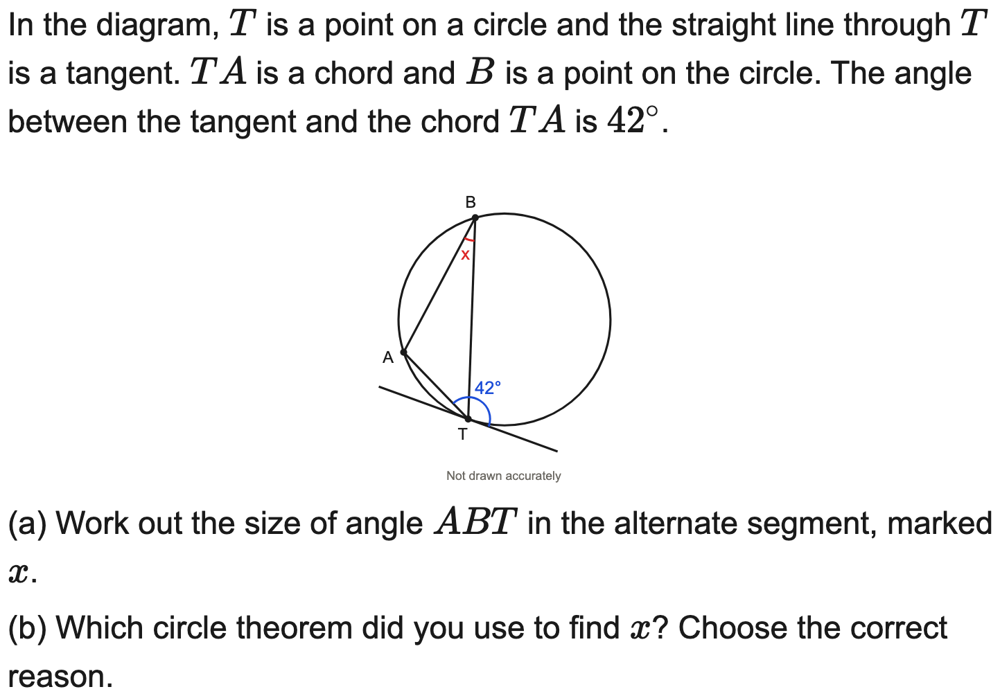 In the diagram, T is a point on a circle and the straight line through T
is a tangent. TA is a chord and B is a point on the circle. The angle
between the tangent and the chord TA is 42°.
B
x
A
42°
T
Not drawn accurately
(a) Work out the size of angle ABT in the alternate segment, marked
x.
(b) Which circle theorem did you use to find x? Choose the correct
reason.